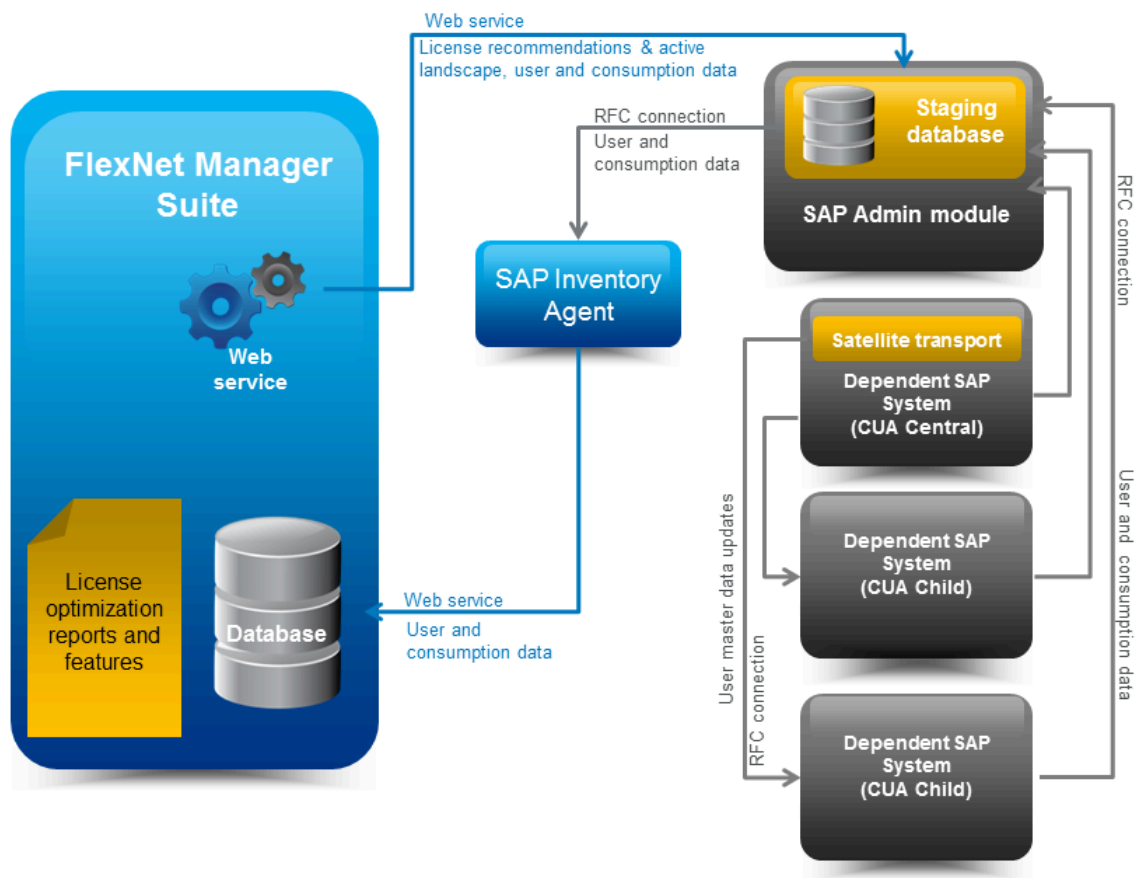 Web service
License recommendations & active
landscape, user and consumption data
FlexNet Manager
Suite
Web
service
License
optimization
reports and
features
Database
RFC connection
User and
consumption data
SAP Inventory
Agent
Web service
User and
consumption data
Staging
database
SAP Admin module
Satellite transport
Dependent SAP
System
(CUA Central)
Dependent SAP
System
(CUA Child)
Dependent SAP
System
(CUA Child)
User master data updates
RFC connection
RFC connection
User and consumption data